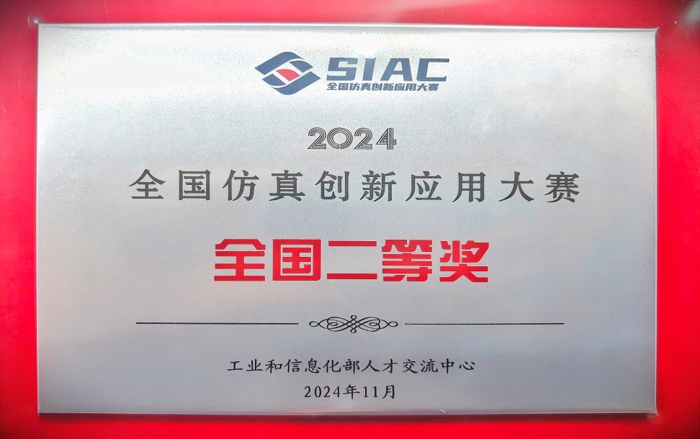 SIAC
全国仿真创新应用大赛
2024
全国仿真创新应用大赛
全国二等奖
工业和信息化部人才交流中心
2024年11月